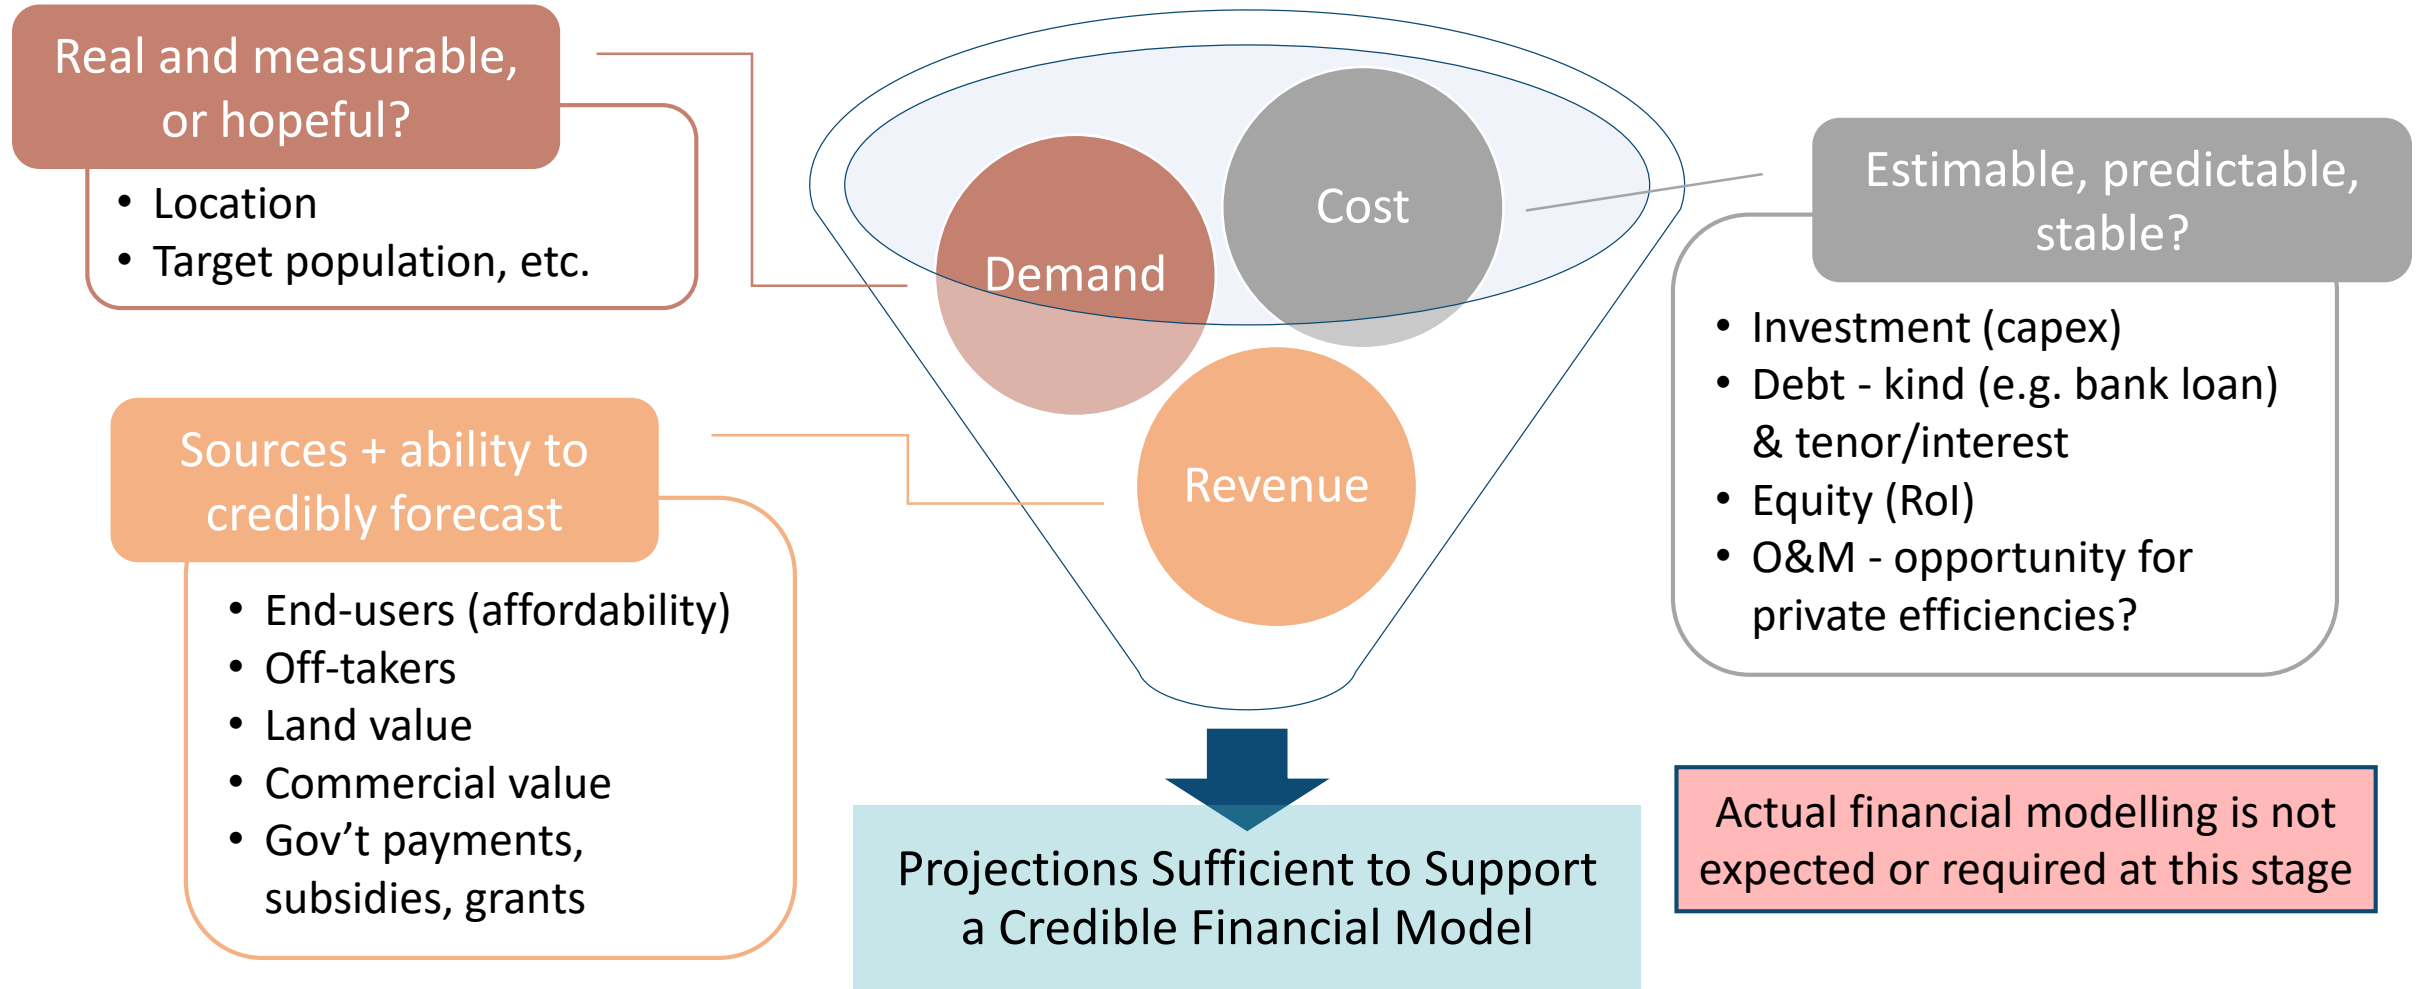 Real and measurable,
or hopeful?
• Location
• Target population, etc.
Sources + ability to
credibly forecast
• End-users (affordability)
• Off-takers
• Land value
• Commercial value
• Gov’t payments,
subsidies, grants
Demand
Cost
Revenue
Projections Sufficient to Support
a Credible Financial Model
Estimable, predictable,
stable?
• Investment (capex)
• Debt - kind (e.g. bank loan)
& tenor/interest
• Equity (RoI)
• O&M - opportunity for
private efficiencies?
Actual financial modelling is not
expected or required at this stage